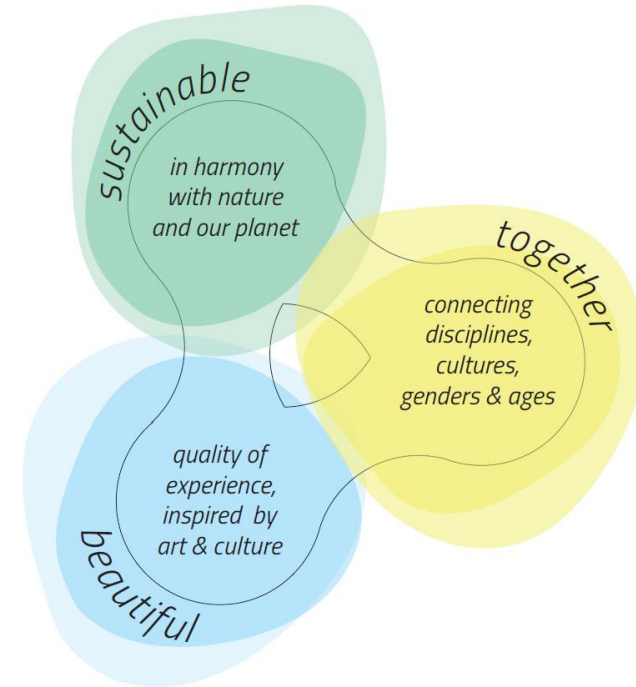 sustainable
in harmony
with nature
and our planet
together
connecting
disciplines,
cultures,
genders & ages
quality of
experience,
inspired by
art & culture
beautiful